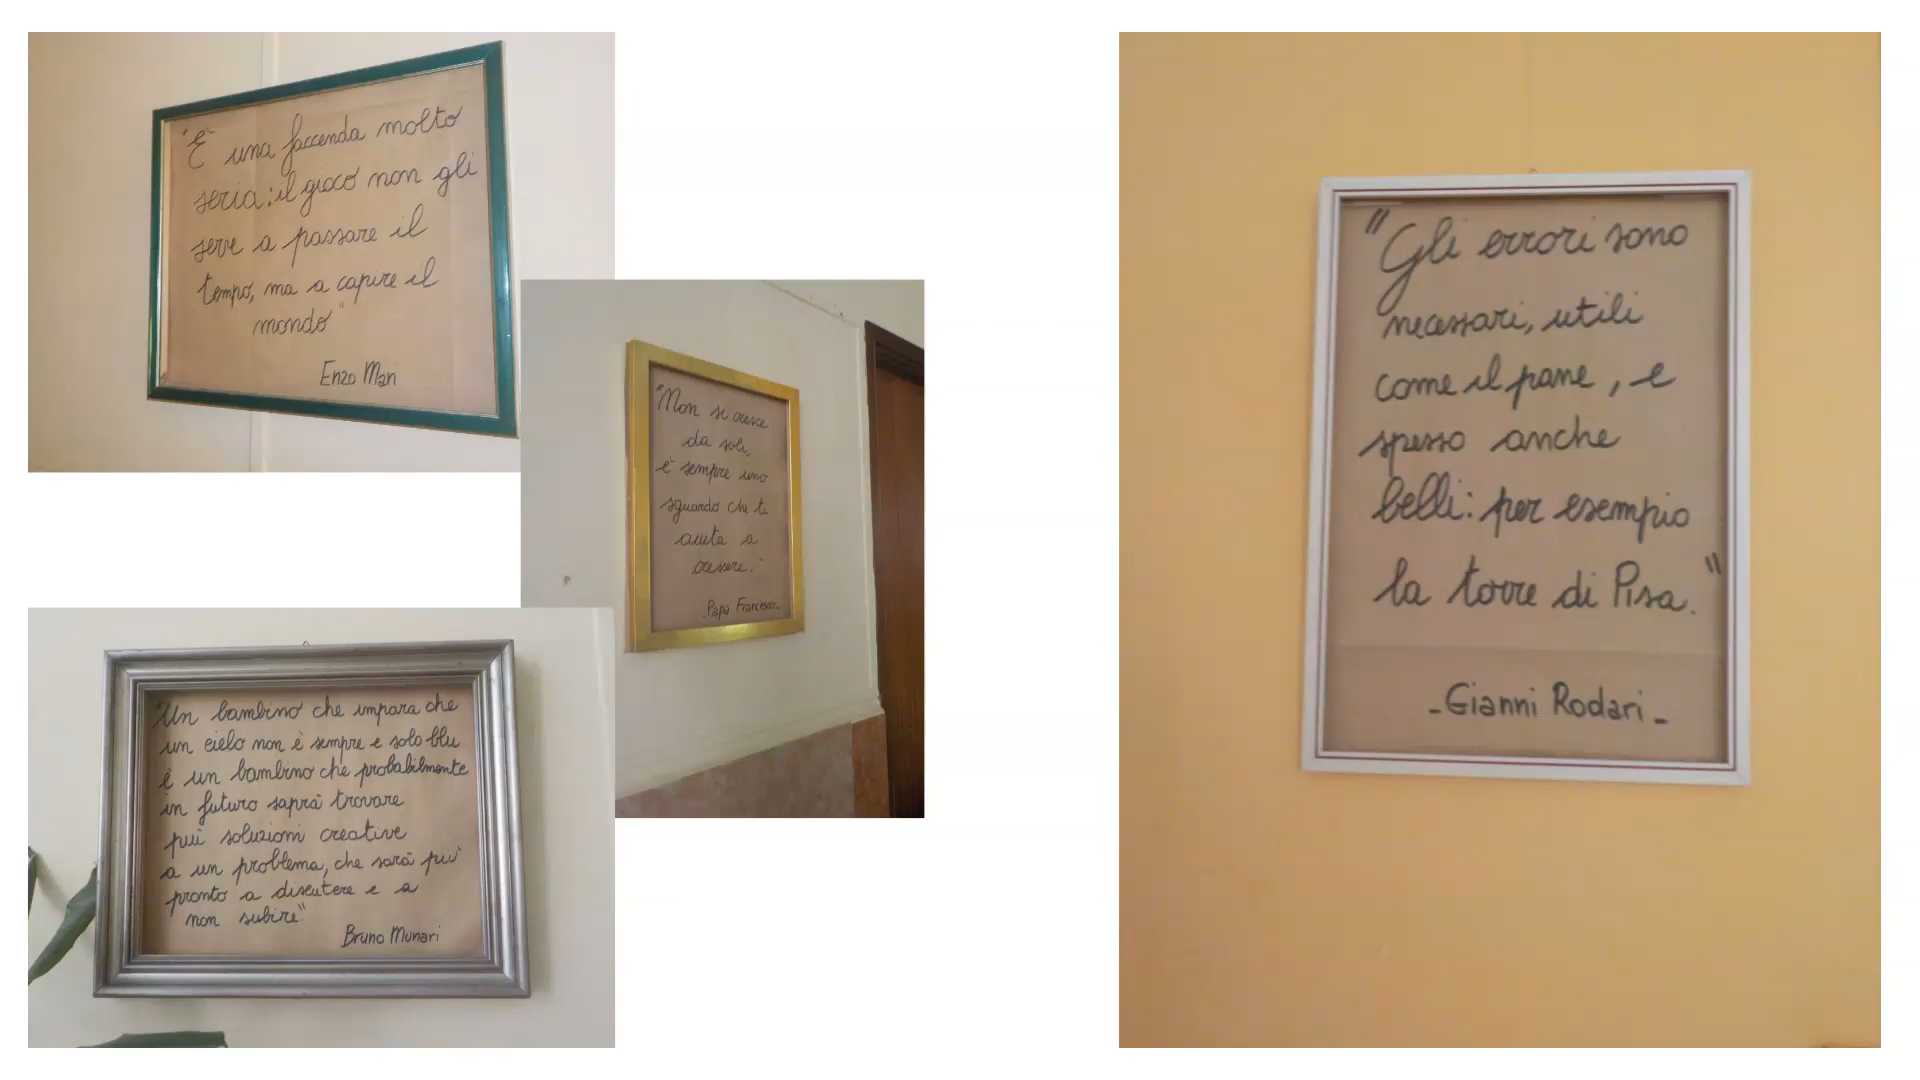 "È una faccenda molto
seria: il gioco non gli
serve a passare il
tempo, ma a capire il
mondo"
Enzo Mari
"Non si cresce
da soli,
è sempre uno
sguardo che ti
aiuta a
crescere."
-Papa Francesco-
"Un bambino che impara che
un cielo non è sempre e solo blu
è un bambino che probabilmente
in futuro saprà trovare
più soluzioni creative
a un problema, che sarà più
pronto a discutere e a
non subire"
Bruno Munari
"Gli errori sono
necessari, utili
come il pane, e
spesso anche
belli: per esempio
la torre di Pisa."
- Gianni Rodari -